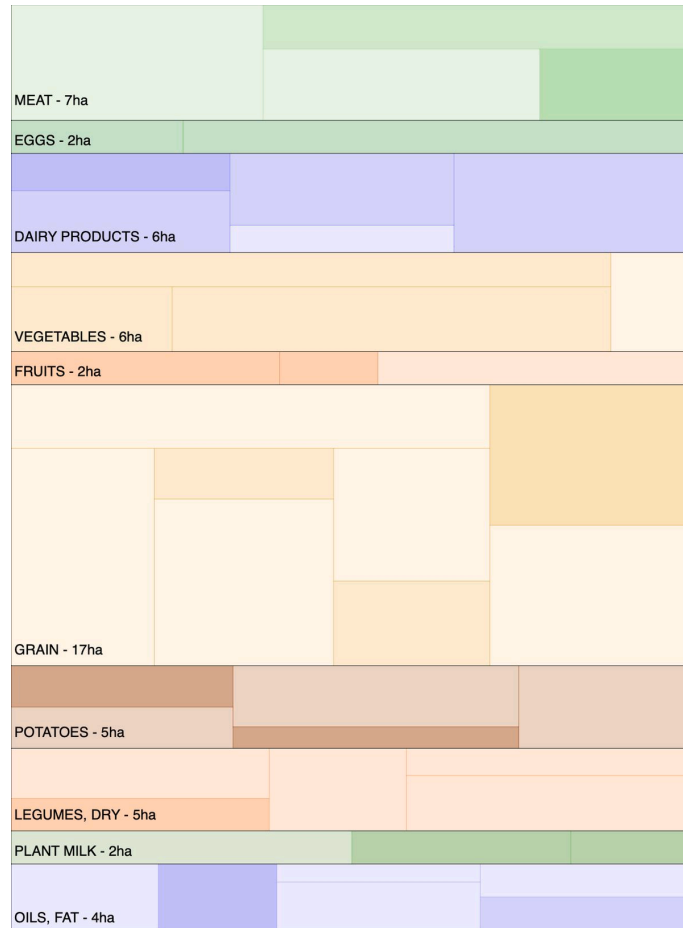 MEAT - 7ha
EGGS - 2ha
DAIRY PRODUCTS - 6ha
VEGETABLES - 6ha
FRUITS - 2ha
GRAIN - 17ha
POTATOES - 5ha
LEGUMES, DRY - 5ha
PLANT MILK - 2ha
OILS, FAT - 4ha